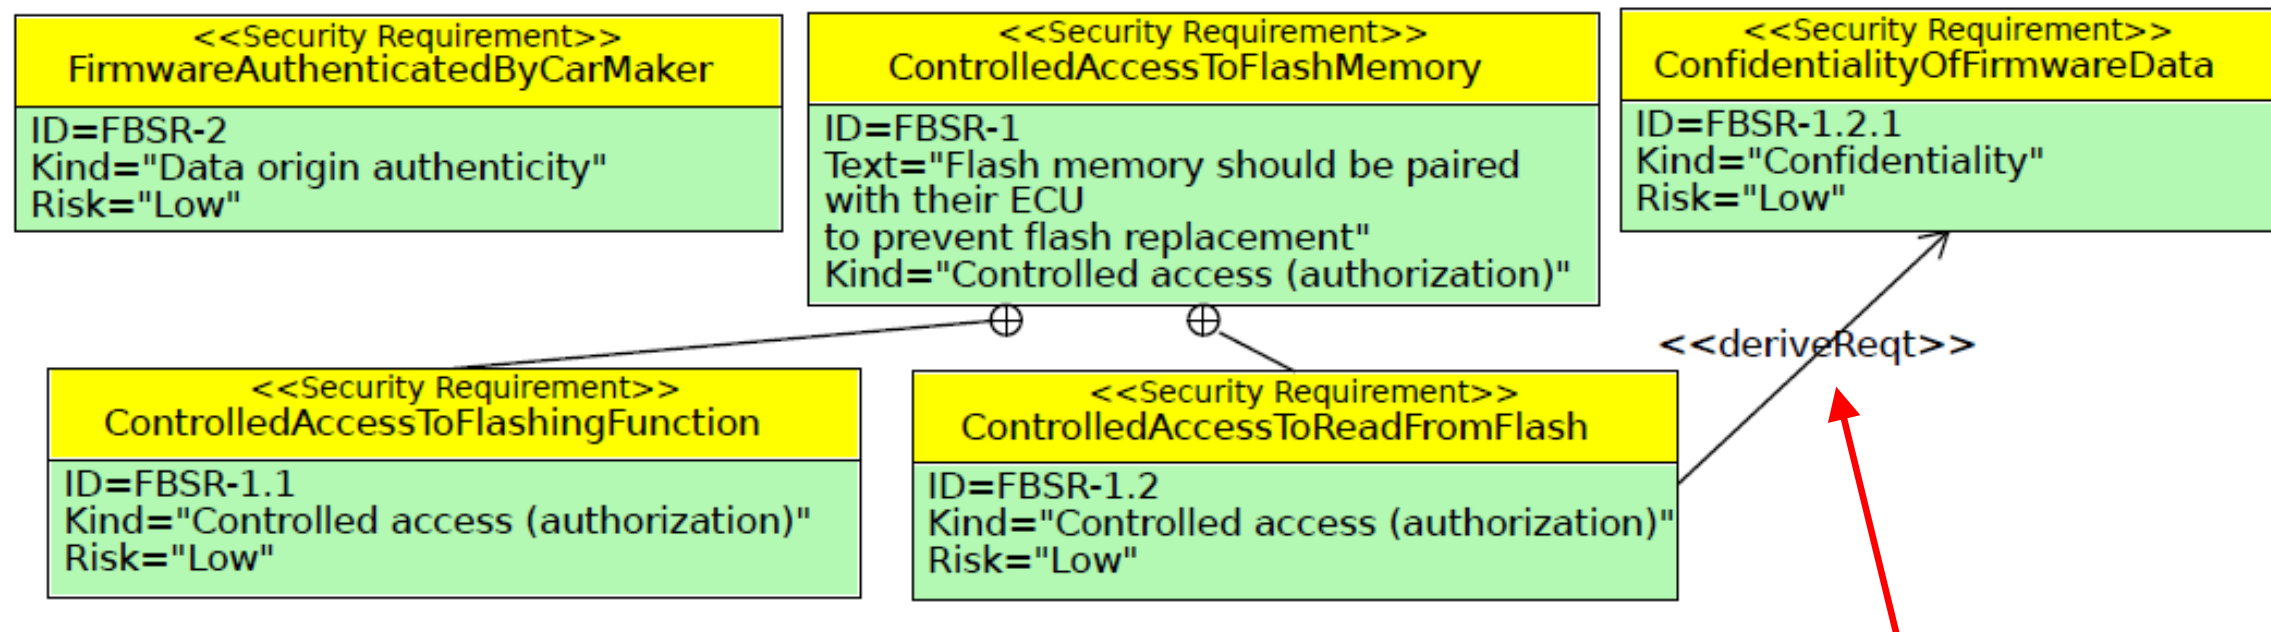 <<Security Requirement>>
FirmwareAuthenticatedByCarMaker
ID=FBSR-2
Kind="Data origin authenticity"
Risk="Low"
<<Security Requirement>>
ControlledAccessToFlashMemory
ID=FBSR-1
Text="Flash memory should be paired
with their ECU
to prevent flash replacement"
Kind="Controlled access (authorization)"
<<Security Requirement>>
ConfidentialityOfFirmwareData
ID=FBSR-1.2.1
Kind="Confidentiality"
Risk="Low"
<<deriveReqt>>
<<Security Requirement>>
ControlledAccessToFlashingFunction
ID=FBSR-1.1
Kind="Controlled access (authorization)"
Risk="Low"
<<Security Requirement>>
ControlledAccessToReadFromFlash
ID=FBSR-1.2
Kind="Controlled access (authorization)"
Risk="Low"